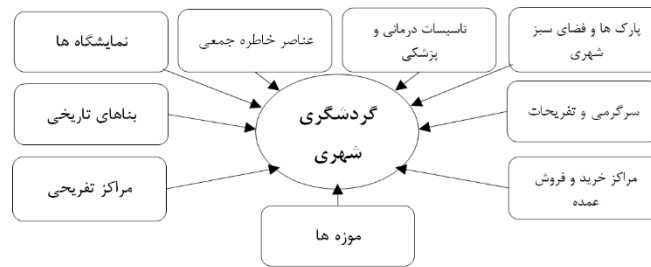 پارک ها و فضای سبز
شهری
تاسیسات درمانی و
پزشکی
عناصر خاطره جمعی
نمایشگاه ها
گردشگری
شهری
سرگرمی و تفریحات
بناهای تاریخی
مراکز خرید و فروش
عمده
مراکز تفریحی
موزه ها